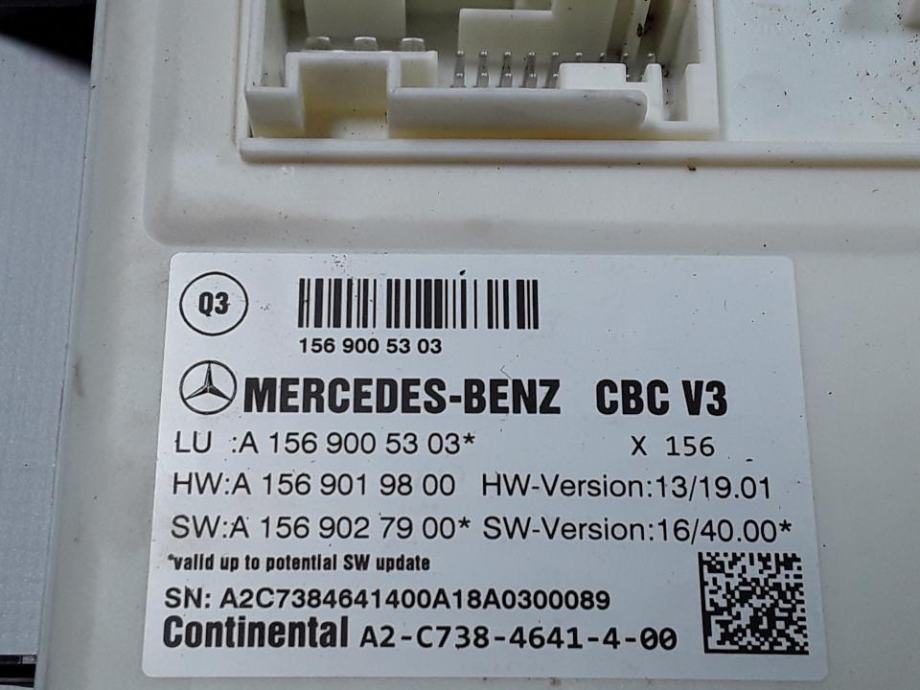 Q3
156 900 53 03
MERCEDES-BENZ CBC V3
LU :A 156 900 53 03* X 156
HW:A 156 901 98 00 HW-Version:13/19.01
SW:A 156 902 79 00* SW-Version:16/40.00*
*valid up to potential SW update
SN: A2C7384641400A18A0300089
Continental A2-C738-4641-4-00